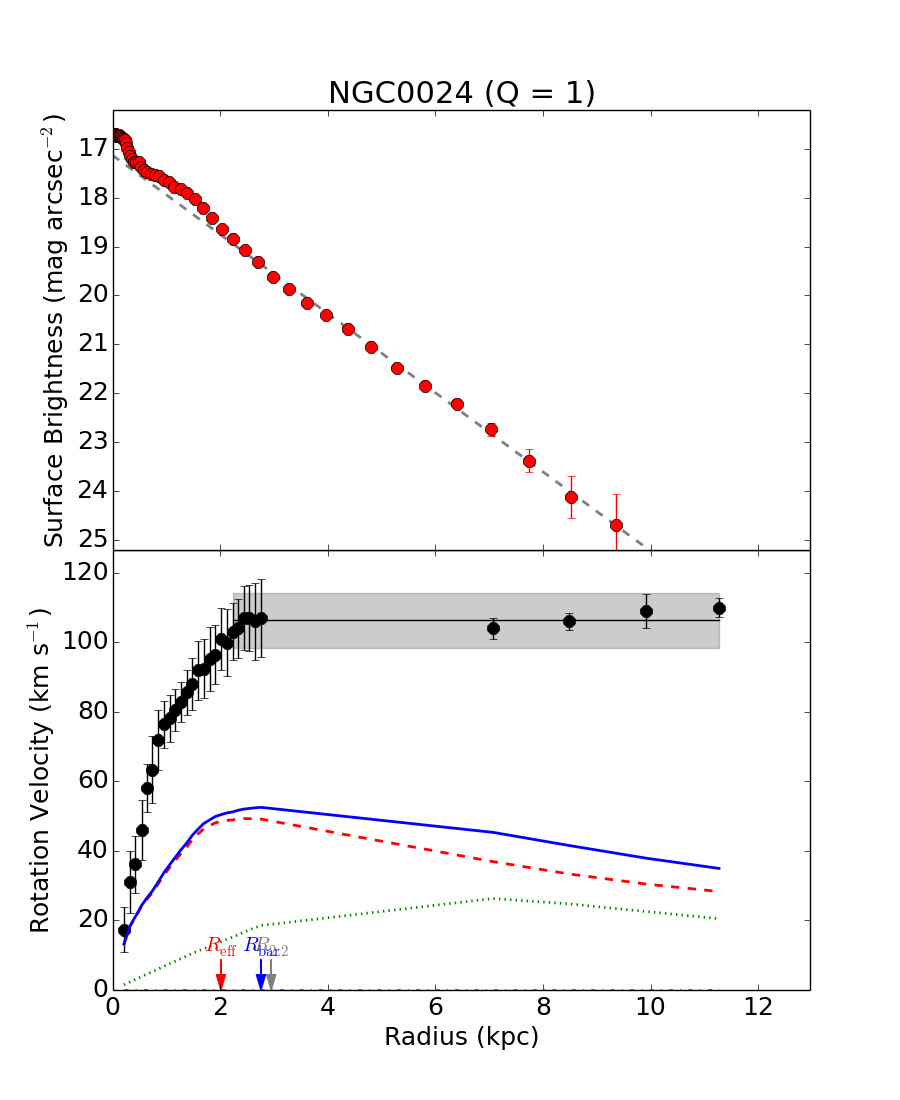 NGC0024 (Q = 1)
Surface Brightness (mag arcsec⁻²)
17
18
19
20
21
22
23
24
25
Rotation Velocity (km s⁻¹)
120
100
80
60
40
20
0
R_eff R_bar
0 2 4 6 8 10 12
Radius (kpc)